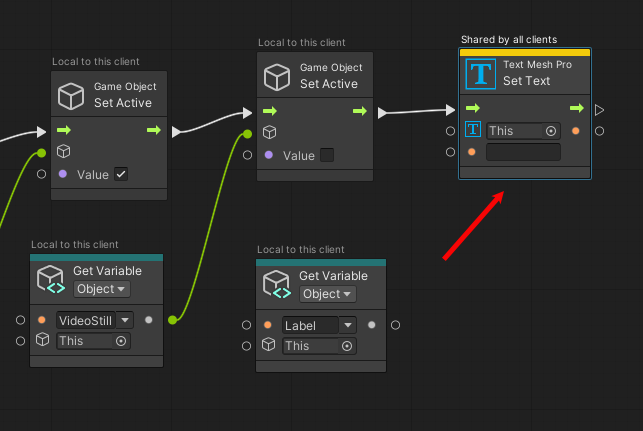 Local to this client
Game Object
Set Active
Value
Local to this client
Game Object
Set Active
Value
Shared by all clients
T
Text Mesh Pro
Set Text
T
This
Local to this client
Get Variable
Object
VideoStill
This
Local to this client
Get Variable
Object
Label
This